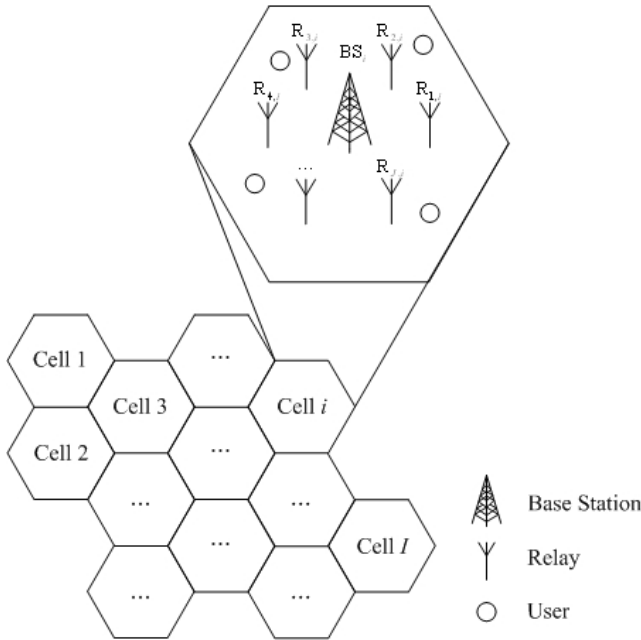 R3,i
R2,i
BSi
R4,i
R1,i
...
RJ,i
...
Cell 1
Cell 3
Cell i
Cell 2
...
...
...
...
Cell I
...
...
Base Station
Relay
User